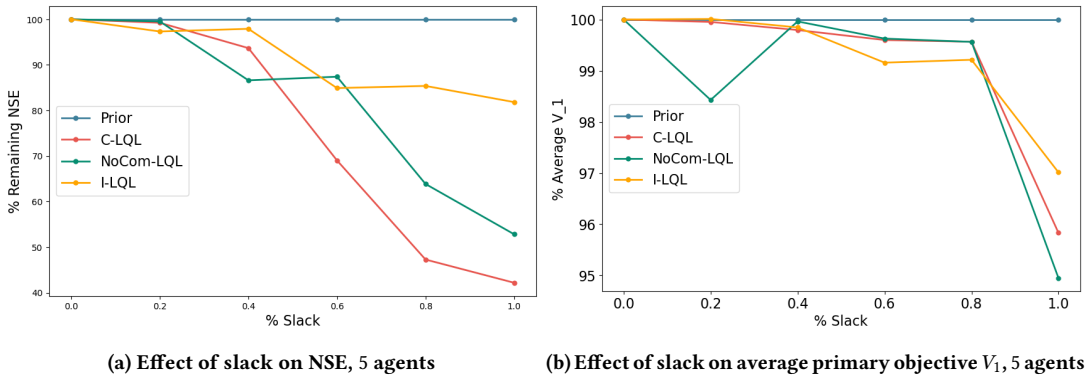 100
90
80
70
60
50
40
% Remaining NSE
Prior
C-LQL
NoCom-LQL
I-LQL
0.0 0.2 0.4 0.6 0.8 1.0
% Slack
(a) Effect of slack on NSE, 5 agents
100
99
98
97
96
95
% Average V_1
Prior
C-LQL
NoCom-LQL
I-LQL
0.0 0.2 0.4 0.6 0.8 1.0
% Slack
(b) Effect of slack on average primary objective V₁, 5 agents